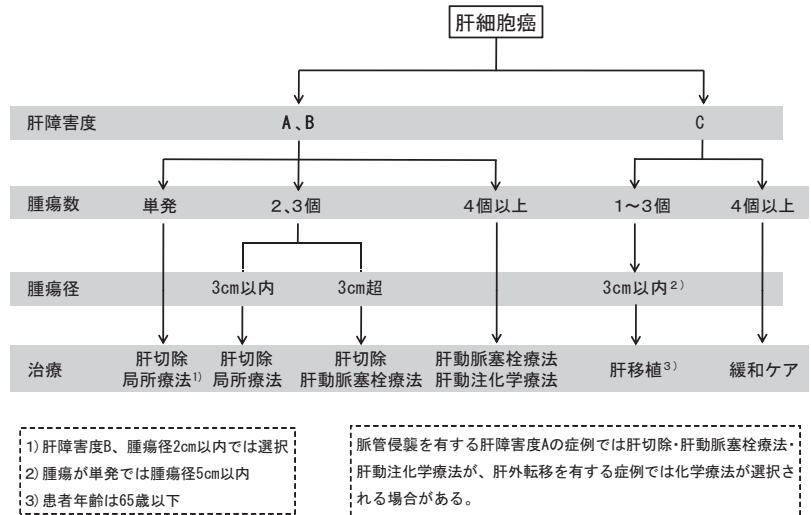 肝細胞癌
肝障害度 A、B C
腫瘍数 単発 2、3個 4個以上 1～3個 4個以上
腫瘍径 3cm以内 3cm超 3cm以内2)
治療 肝切除 局所療法1) 肝切除 局所療法 肝切除 肝動脈塞栓療法 肝動脈塞栓療法 肝動注化学療法 肝移植3) 緩和ケア
1) 肝障害度B、腫瘍径2cm以内では選択
2) 腫瘍が単発では腫瘍径5cm以内
3) 患者年齢は65歳以下
脈管侵襲を有する肝障害度Aの症例では肝切除・肝動脈塞栓療法・
肝動注化学療法が、肝外転移を有する症例では化学療法が選択さ
れる場合がある。